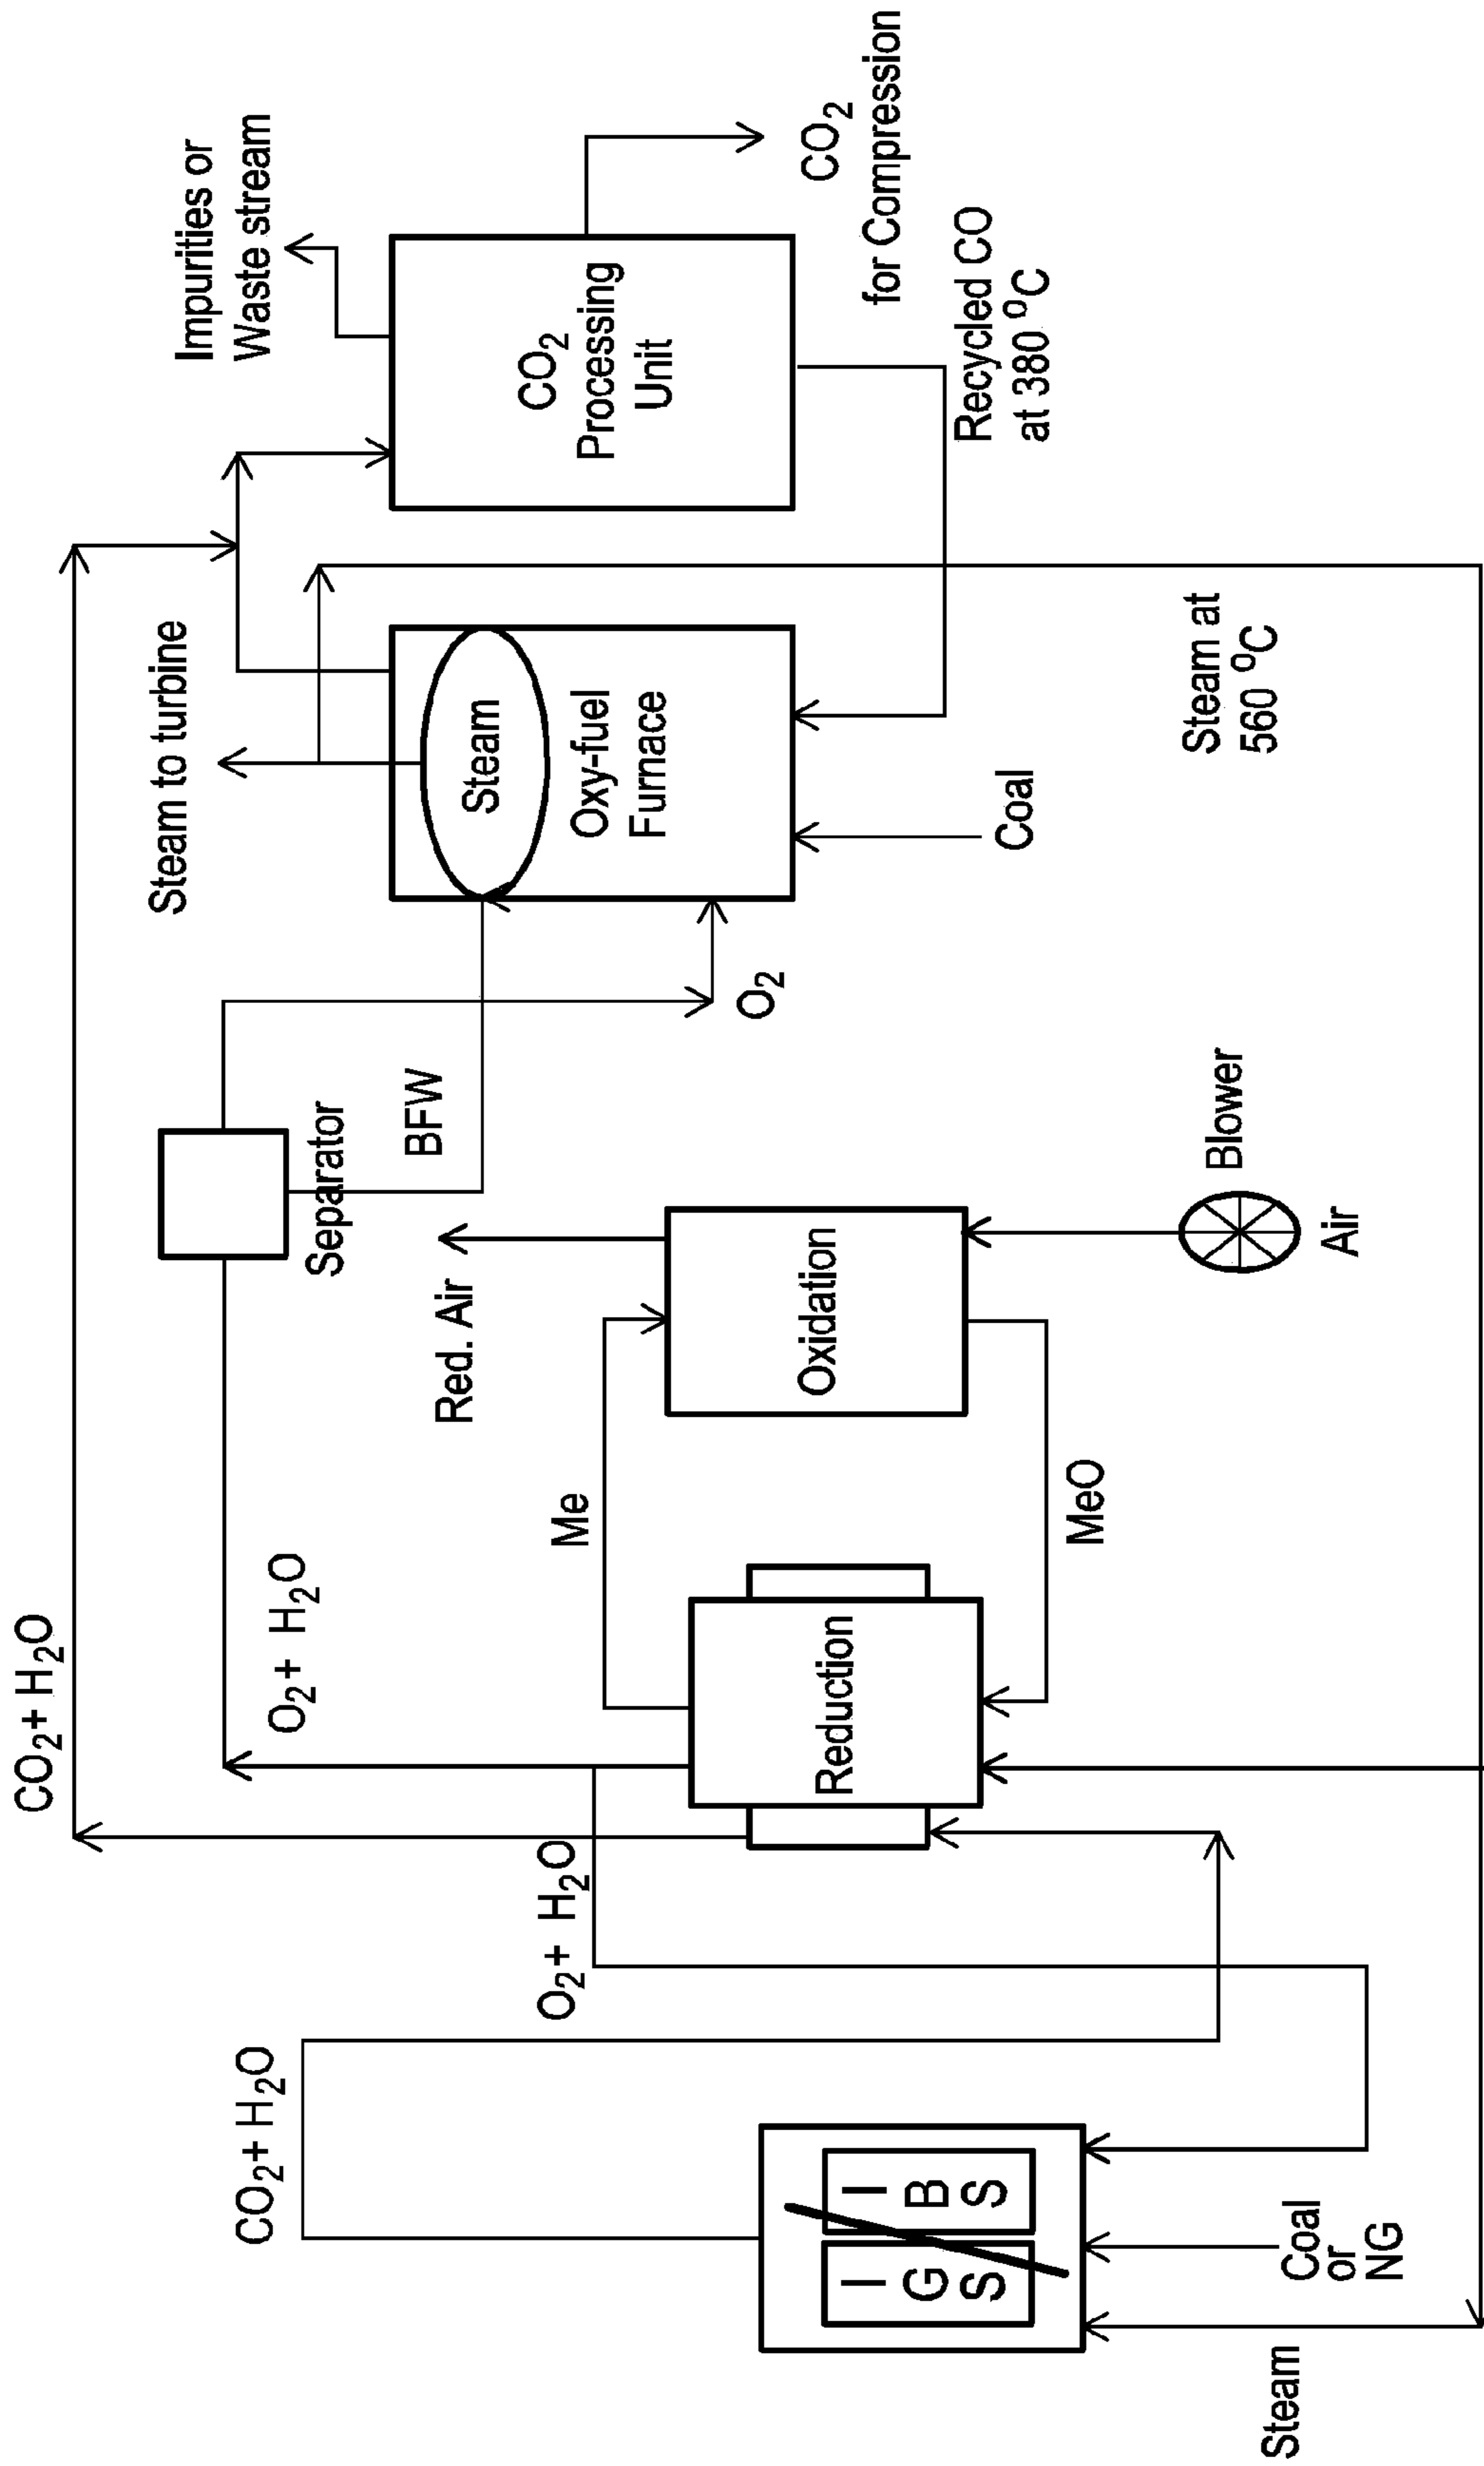 CO2+ H2O
CO2+ H2O
O2+ H2O
O2+ H2O
Separator
BFW
O2
Steam to turbine
Impurities or
Waste stream
I
G
S
I
B
S
Reduction
Me
MeO
Oxidation
Red. Air
Steam
Oxy-fuel
Furnace
CO2
Processing
Unit
CO2
for Compression
Recycled CO
at 380 ºC
Coal
Steam at
560 ºC
Blower
Air
Coal
or
NG
Steam